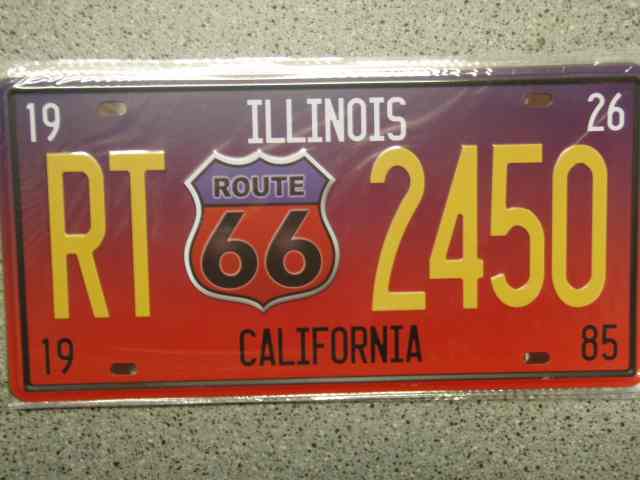 19 ILLINOIS 26
RT ROUTE 66 2450
19 CALIFORNIA 85